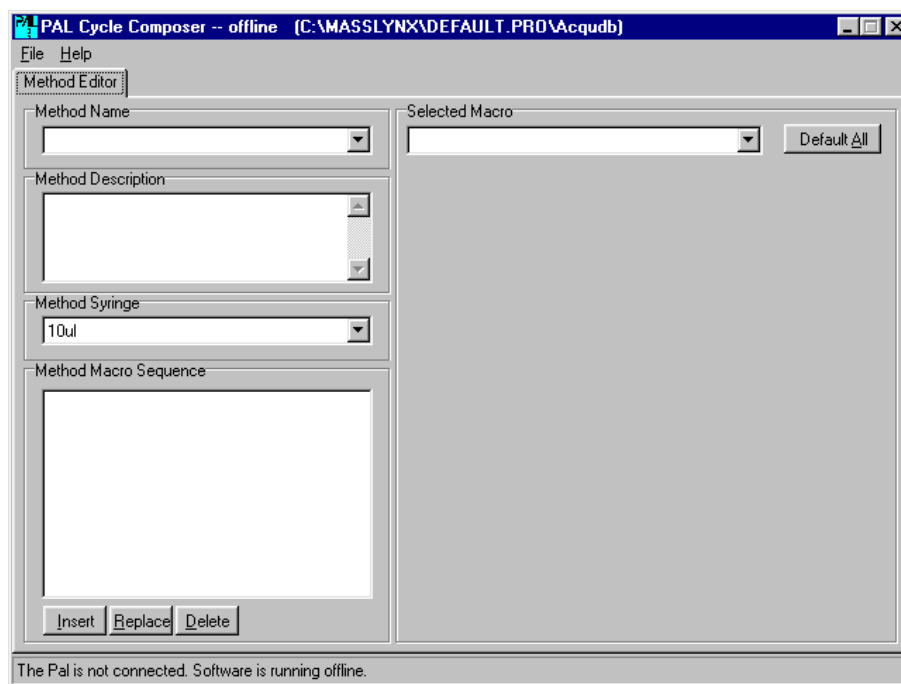 PAL Cycle Composer -- offline (C:\MASSLYNX\DEFAULT.PRO\Acqudb)
File Help
Method Editor
Method Name
Selected Macro
Default All
Method Description
Method Syringe
10ul
Method Macro Sequence
Insert Replace Delete
The Pal is not connected. Software is running offline.